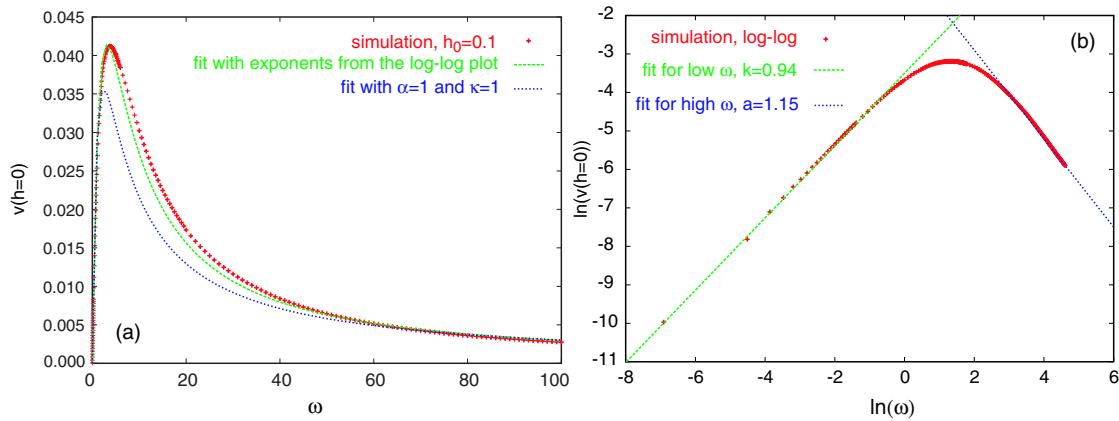 0.045
0.040
0.035
0.030
0.025
0.020
0.015
0.010
0.005
0.000
v(h=0)
simulation, h₀=0.1
fit with exponents from the log-log plot
fit with α=1 and κ=1
(a)
0 20 40 60 80 100
ω
-2
-3
-4
-5
-6
-7
-8
-9
-10
-11
ln(v(h=0))
(b)
simulation, log-log
fit for low ω, k=0.94
fit for high ω, a=1.15
-8 -6 -4 -2 0 2 4 6
ln(ω)